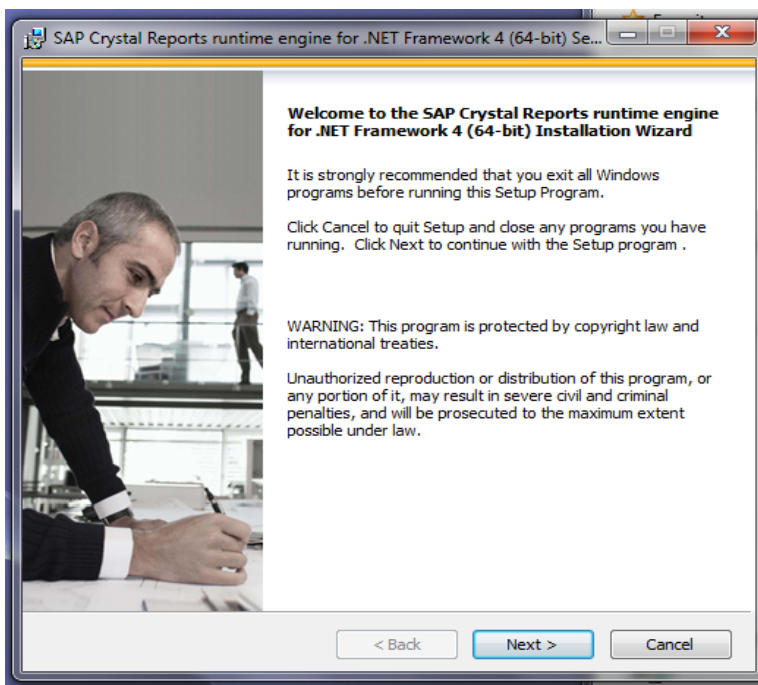 SAP Crystal Reports runtime engine for .NET Framework 4 (64-bit) Se...
Welcome to the SAP Crystal Reports runtime engine
for .NET Framework 4 (64-bit) Installation Wizard
It is strongly recommended that you exit all Windows
programs before running this Setup Program.
Click Cancel to quit Setup and close any programs you have
running.  Click Next to continue with the Setup program .
WARNING: This program is protected by copyright law and
international treaties.
Unauthorized reproduction or distribution of this program, or
any portion of it, may result in severe civil and criminal
penalties, and will be prosecuted to the maximum extent
possible under law.
< Back Next > Cancel